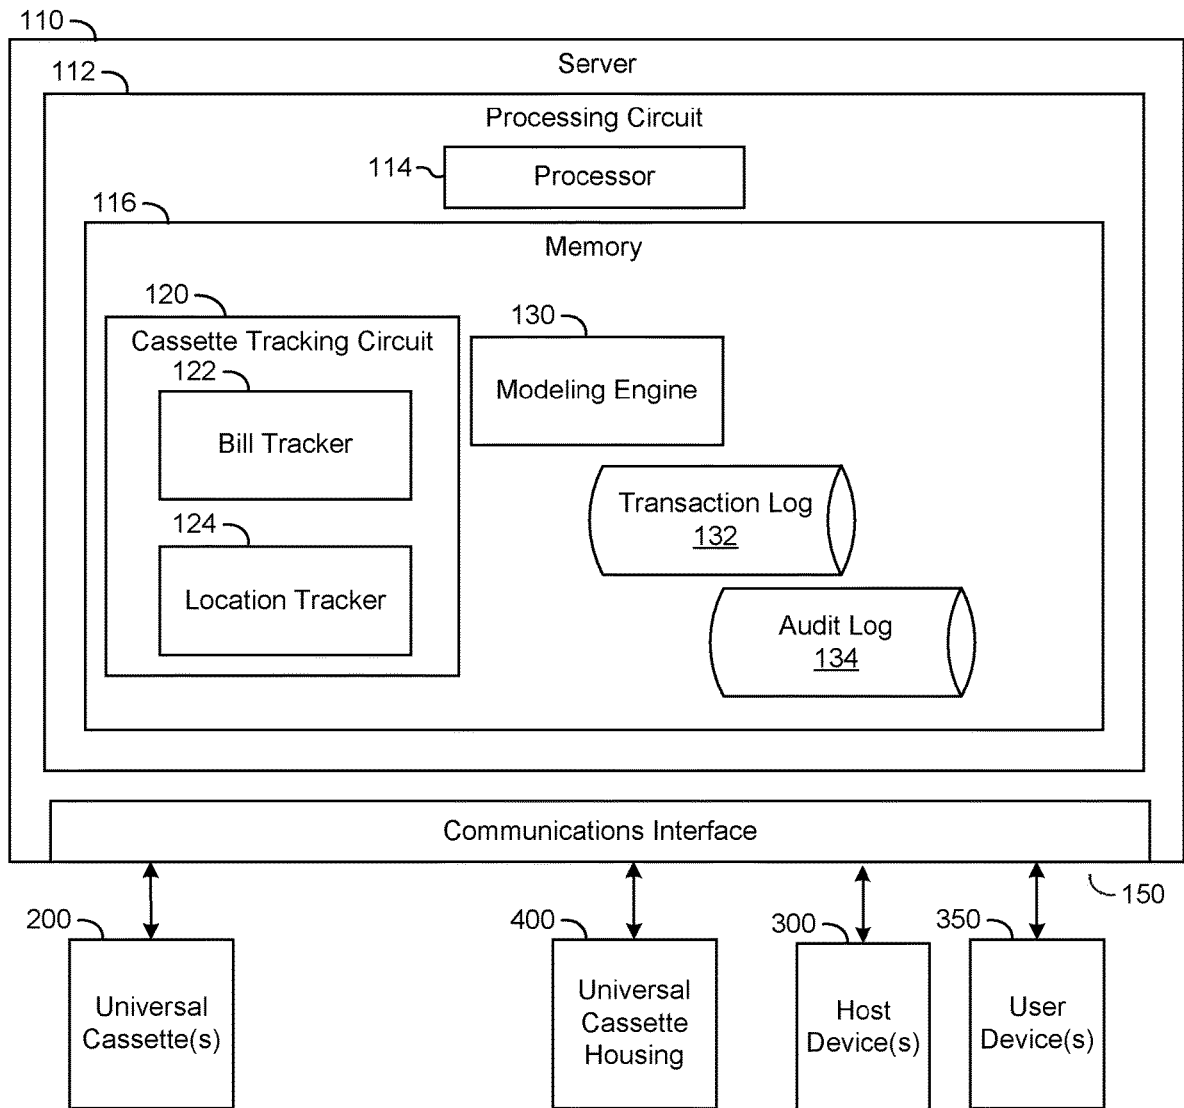 110
Server
112
Processing Circuit
114
Processor
116
Memory
120
Cassette Tracking Circuit
122
Bill Tracker
124
Location Tracker
130
Modeling Engine
Transaction Log
132
Audit Log
134
Communications Interface
150
200
Universal
Cassette(s)
400
Universal
Cassette
Housing
300
Host
Device(s)
350
User
Device(s)